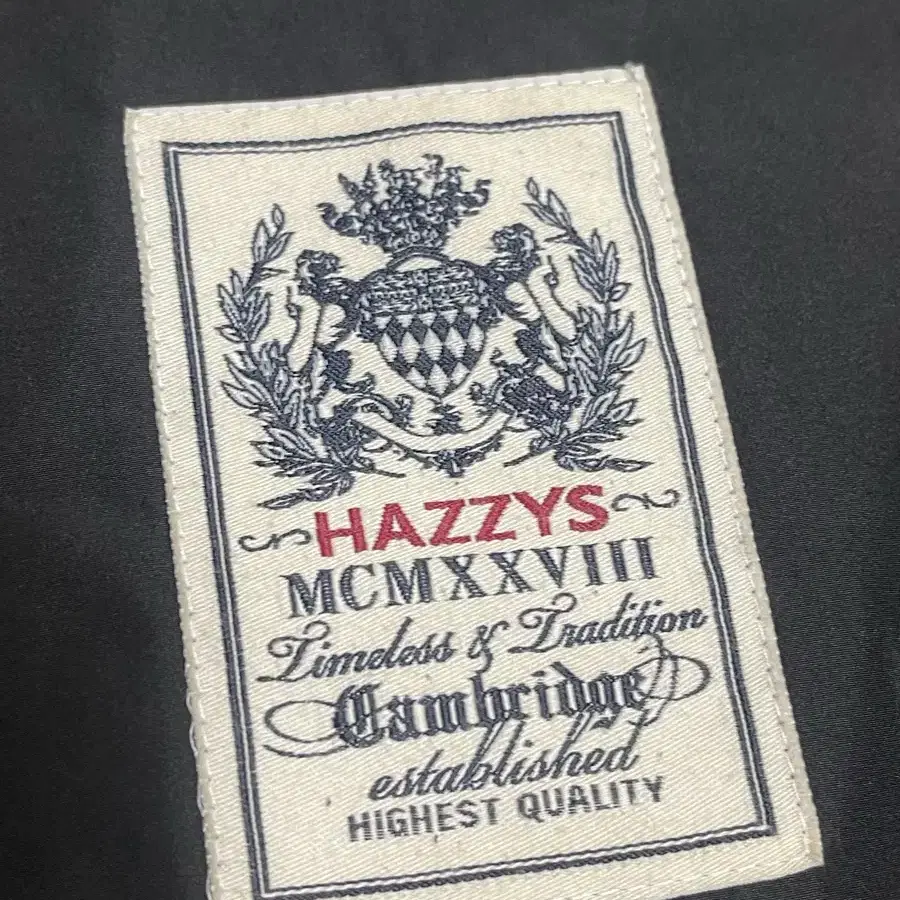 HAZZYS
MCMXXVIII
Timeless & Tradition
Cambridge
established
HIGHEST QUALITY